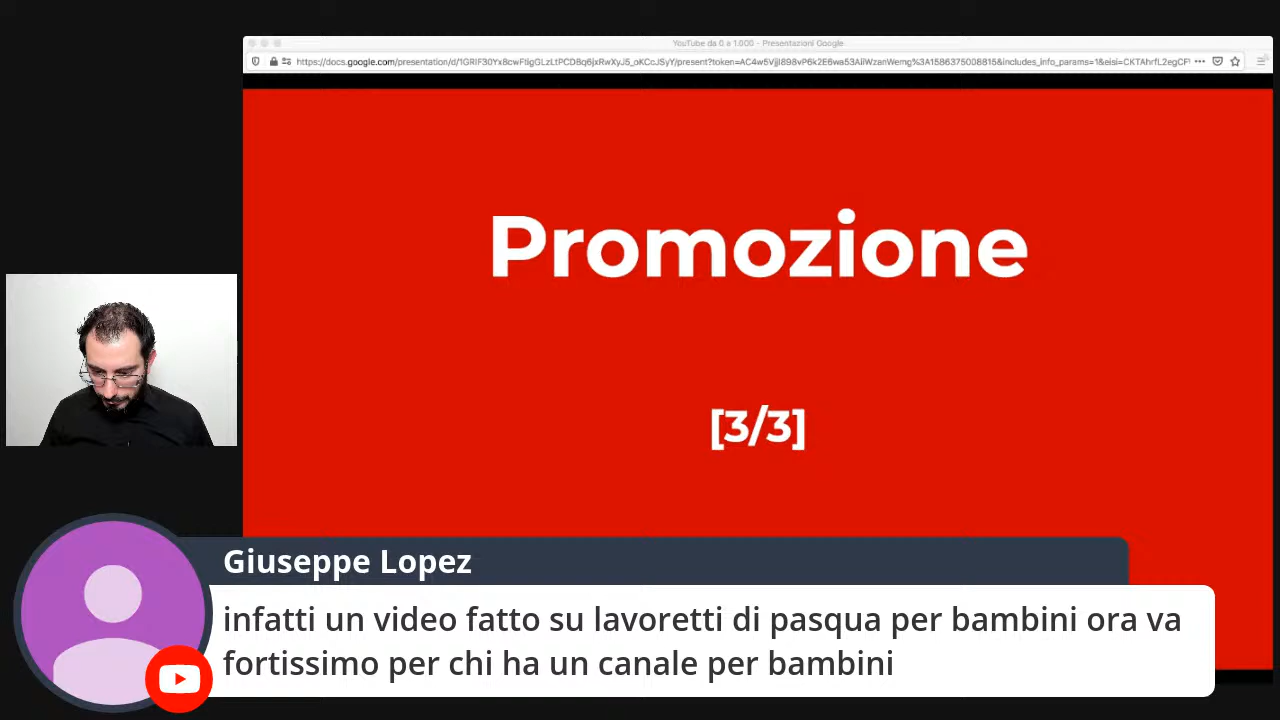 YouTube da 0 a 1.000 - Presentazioni Google
Promozione
[3/3]
Giuseppe Lopez
infatti un video fatto su lavoretti di pasqua per bambini ora va
fortissimo per chi ha un canale per bambini